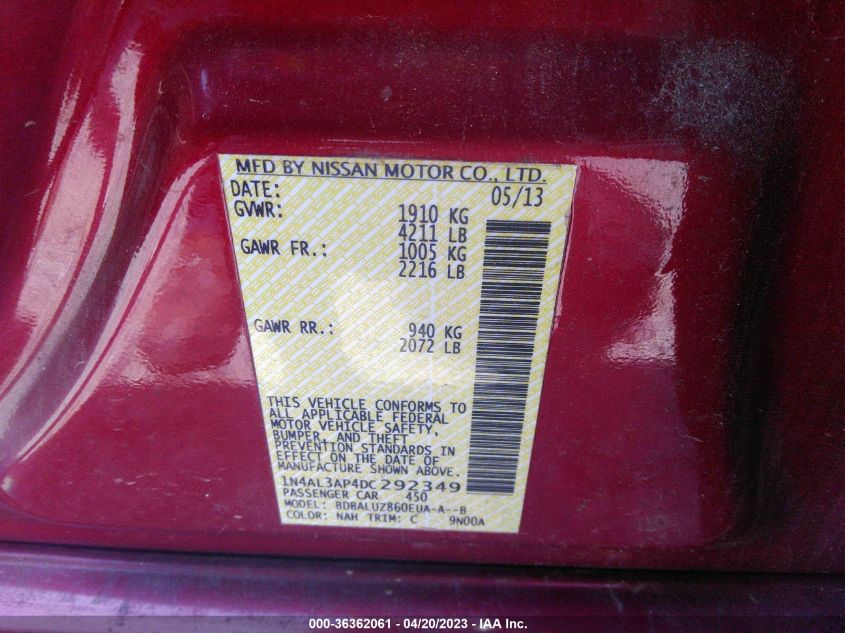 MFD BY NISSAN MOTOR CO., LTD.
DATE: 05/13
GVWR: 1910 KG
4211 LB
GAWR FR.: 1005 KG
2216 LB
GAWR RR.: 940 KG
2072 LB
THIS VEHICLE CONFORMS TO
ALL APPLICABLE FEDERAL
MOTOR VEHICLE SAFETY,
BUMPER, AND THEFT
PREVENTION STANDARDS IN
EFFECT ON THE DATE OF
MANUFACTURE SHOWN ABOVE.
1N4AL3AP4DC292349
PASSENGER CAR 450
MODEL: BDBALUZ860EUA-A--B
COLOR: NAH TRIM: C 9N00A
000-36362061 - 04/20/2023 - IAA Inc.